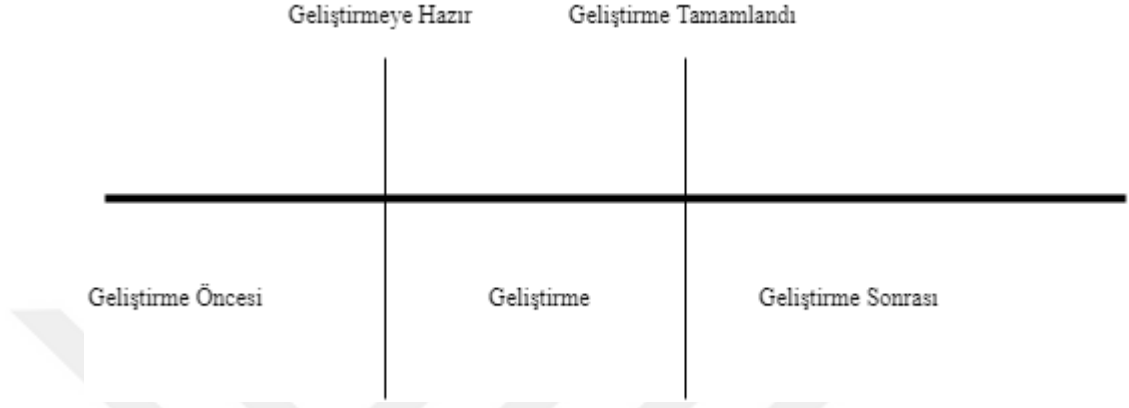 Geliştirmeye Hazır
Geliştirme Tamamlandı
Geliştirme Öncesi
Geliştirme
Geliştirme Sonrası